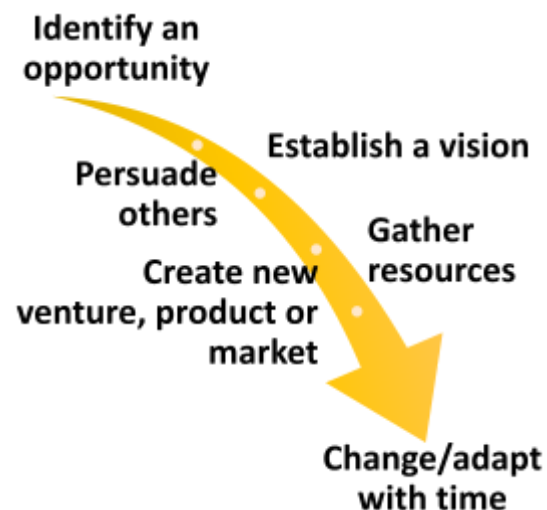 Identify an
opportunity
Establish a vision
Persuade
others
Gather
resources
Create new
venture, product or
market
Change/adapt
with time